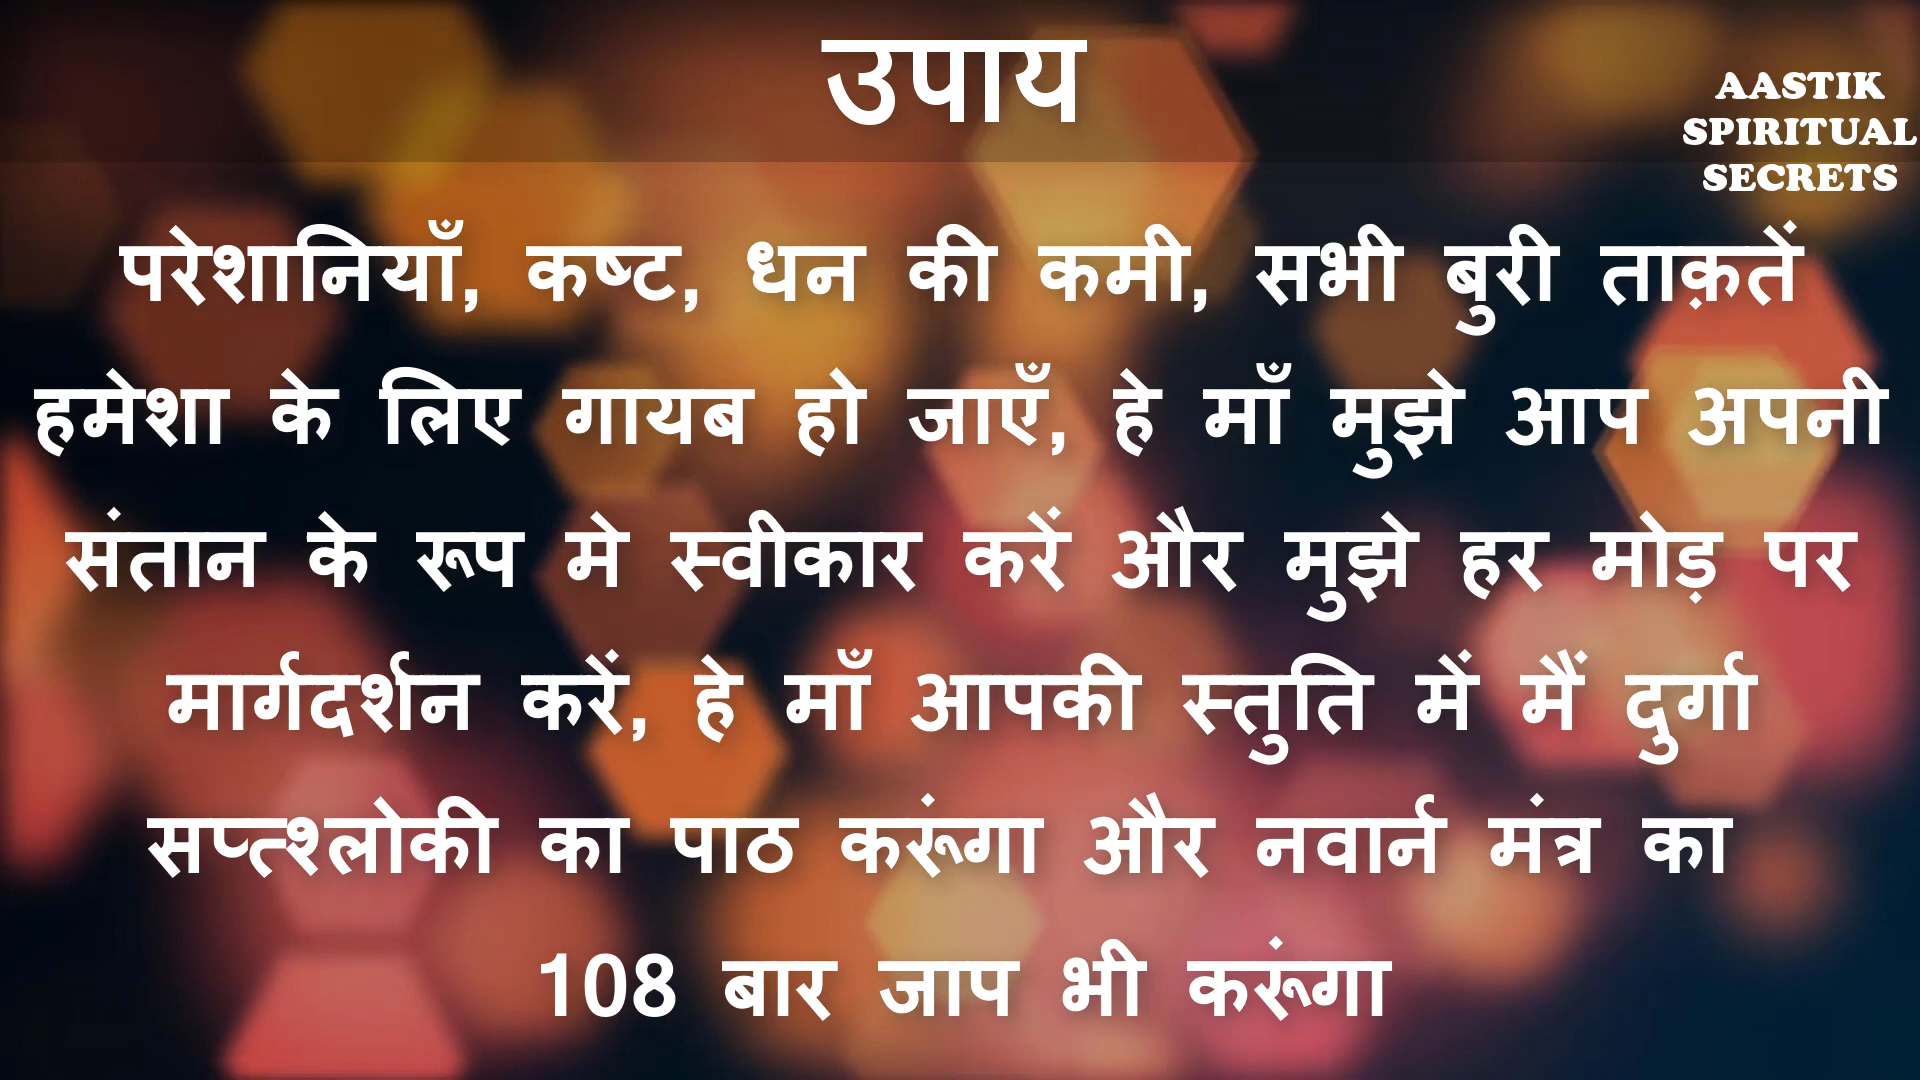 उपाय
AASTIK
SPIRITUAL
SECRETS
परेशानियाँ, कष्ट, धन की कमी, सभी बुरी ताक़तें
हमेशा के लिए गायब हो जाएँ, हे माँ मुझे आप अपनी
संतान के रूप मे स्वीकार करें और मुझे हर मोड़ पर
मार्गदर्शन करें, हे माँ आपकी स्तुति में मैं दुर्गा
सप्त्श्लोकी का पाठ करूंगा और नवार्न मंत्र का
108 बार जाप भी करूंगा